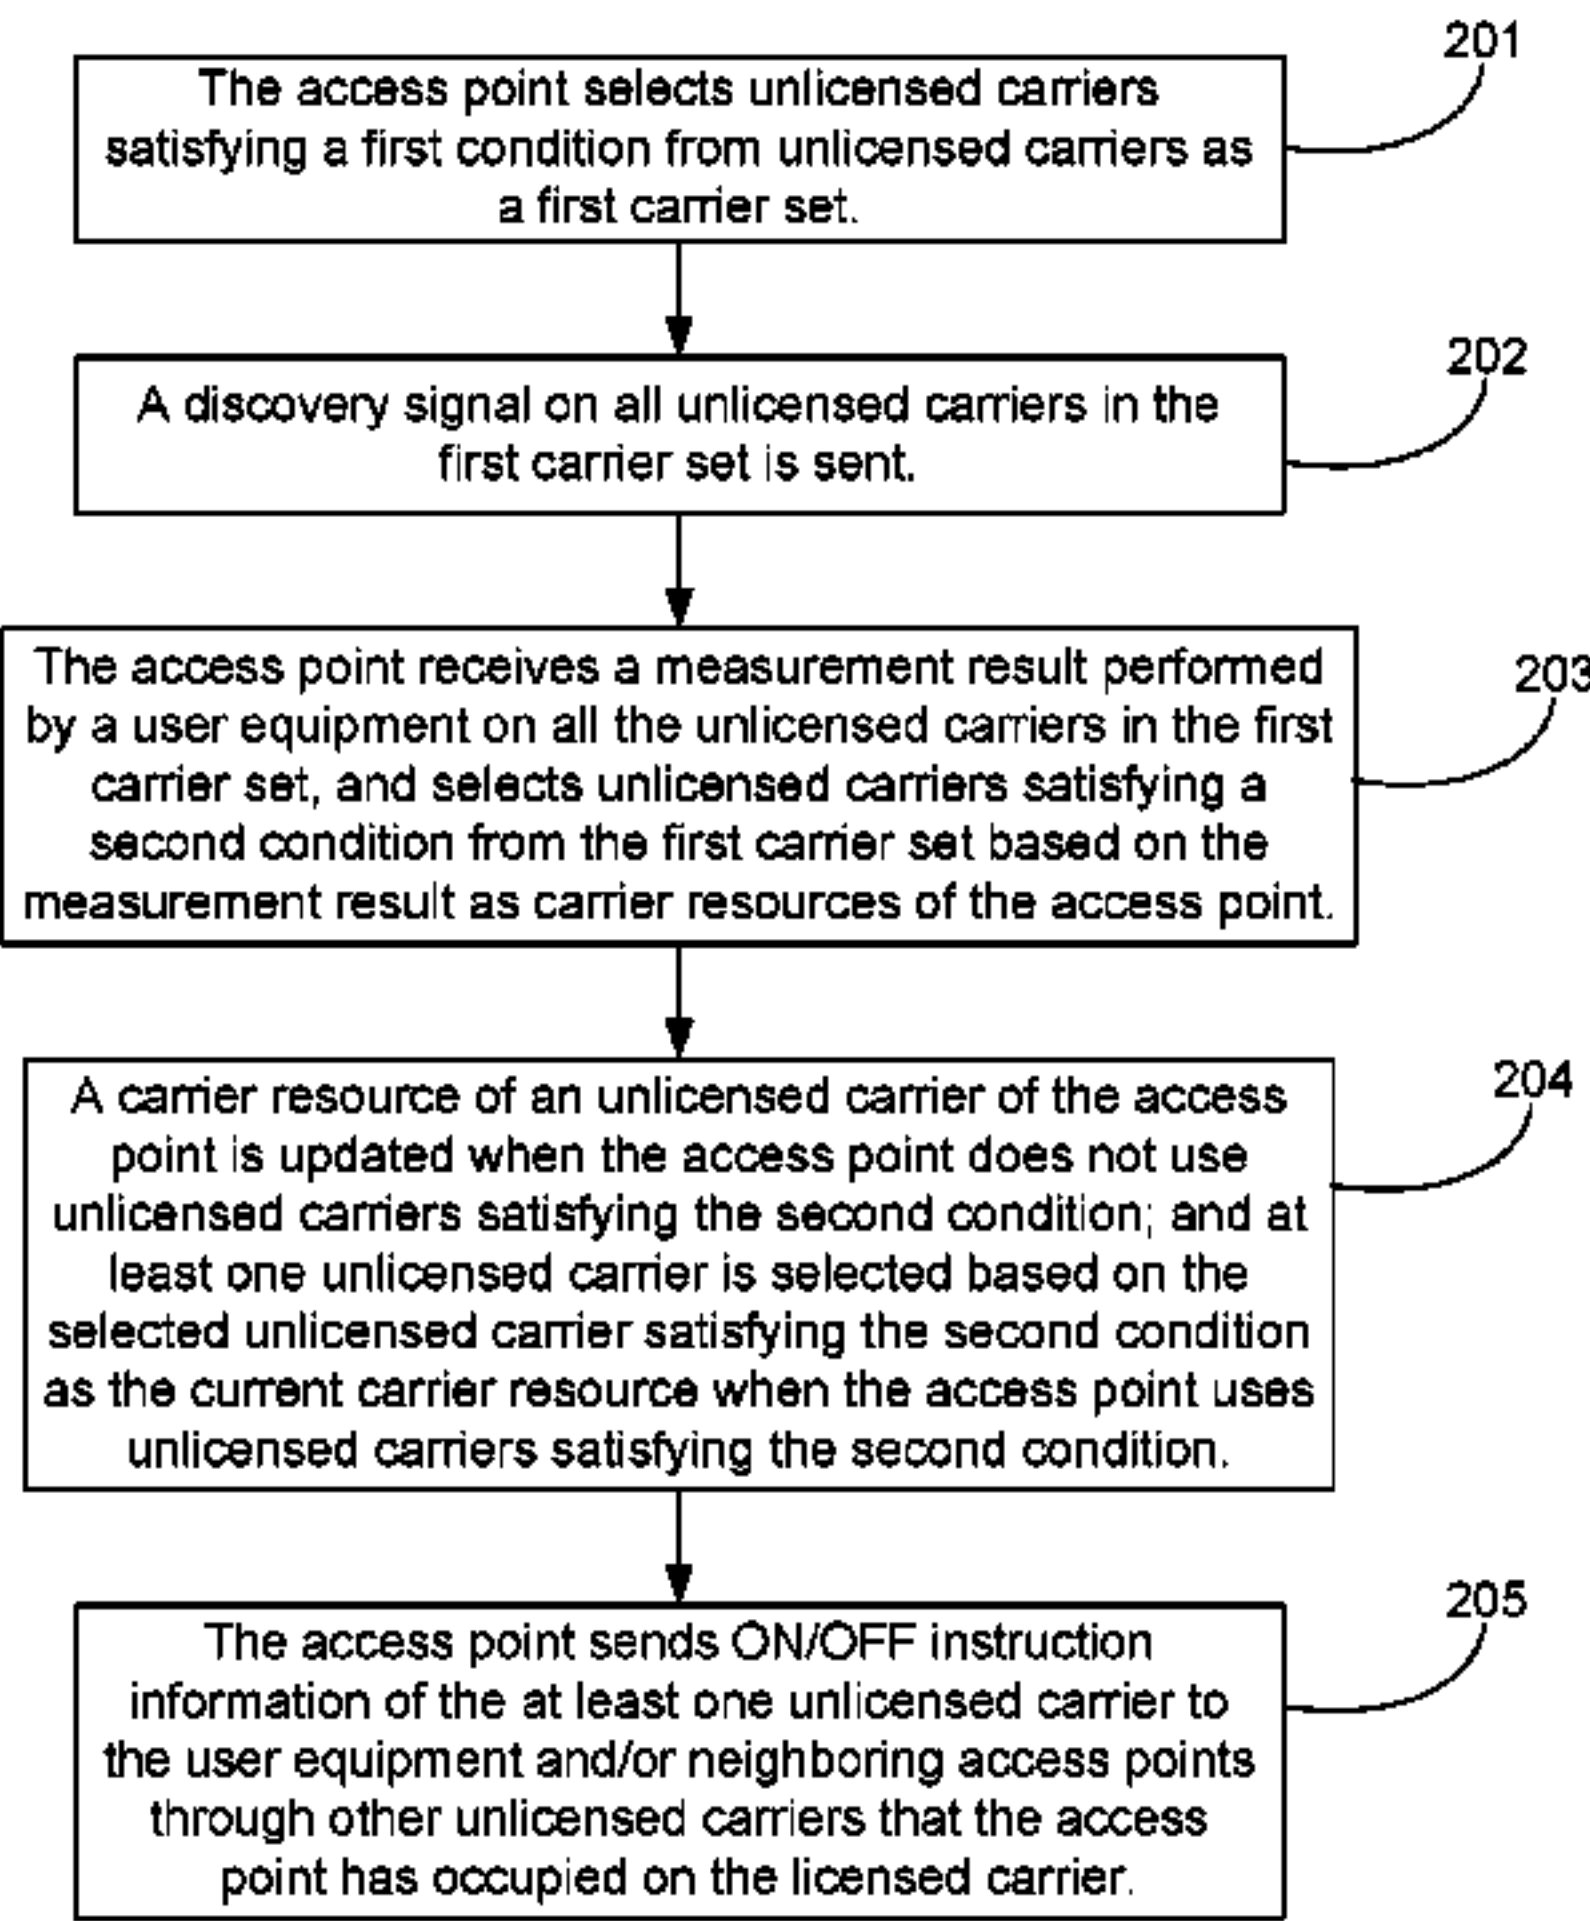 201
The access point selects unlicensed carriers
satisfying a first condition from unlicensed carriers as
a first carrier set.
202
A discovery signal on all unlicensed carriers in the
first carrier set is sent.
203
The access point receives a measurement result performed
by a user equipment on all the unlicensed carriers in the first
carrier set, and selects unlicensed carriers satisfying a
second condition from the first carrier set based on the
measurement result as carrier resources of the access point.
204
A carrier resource of an unlicensed carrier of the access
point is updated when the access point does not use
unlicensed carriers satisfying the second condition; and at
least one unlicensed carrier is selected based on the
selected unlicensed carrier satisfying the second condition
as the current carrier resource when the access point uses
unlicensed carriers satisfying the second condition.
205
The access point sends ON/OFF instruction
information of the at least one unlicensed carrier to
the user equipment and/or neighboring access points
through other unlicensed carriers that the access
point has occupied on the licensed carrier.